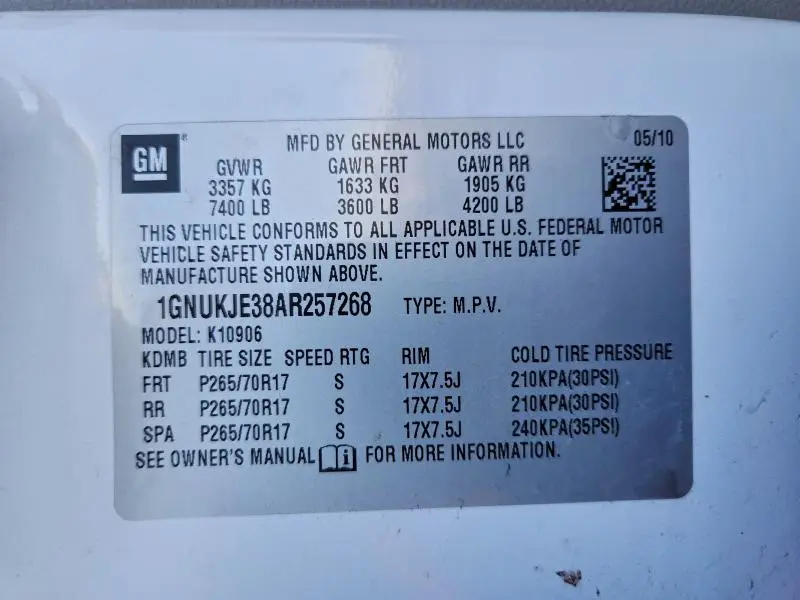 GM
MFD BY GENERAL MOTORS LLC 05/10
GVWR GAWR FRT GAWR RR
3357 KG 1633 KG 1905 KG
7400 LB 3600 LB 4200 LB
THIS VEHICLE CONFORMS TO ALL APPLICABLE U.S. FEDERAL MOTOR
VEHICLE SAFETY STANDARDS IN EFFECT ON THE DATE OF
MANUFACTURE SHOWN ABOVE.
1GNUKJE38AR257268 TYPE: M.P.V.
MODEL: K10906
KDMB TIRE SIZE SPEED RTG RIM COLD TIRE PRESSURE
FRT P265/70R17 S 17X7.5J 210KPA(30PSI)
RR P265/70R17 S 17X7.5J 210KPA(30PSI)
SPA P265/70R17 S 17X7.5J 240KPA(35PSI)
SEE OWNER'S MANUAL i FOR MORE INFORMATION.